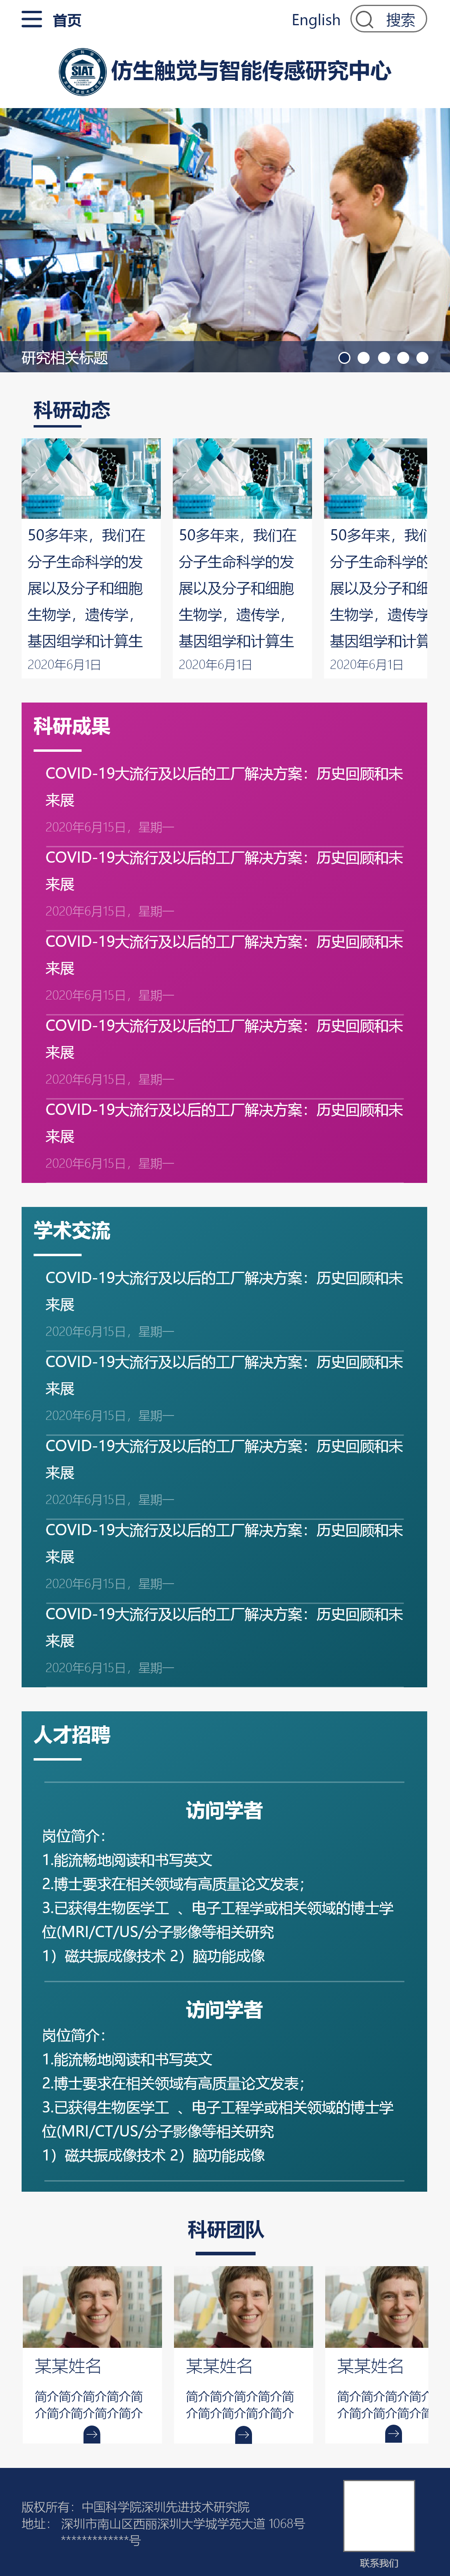 首页
English
搜索
SIAT
仿生触觉与智能传感研究中心
研究相关标题
科研动态
50多年来，我们在
分子生命科学的发
展以及分子和细胞
生物学，遗传学，
基因组学和计算生
2020年6月1日
50多年来，我们在
分子生命科学的发
展以及分子和细胞
生物学，遗传学，
基因组学和计算生
2020年6月1日
50多年来，我们
分子生命科学的
展以及分子和细
生物学，遗传学
基因组学和计算
2020年6月1日
科研成果
COVID-19大流行及以后的工厂解决方案：历史回顾和未
来展
2020年6月15日，星期一
COVID-19大流行及以后的工厂解决方案：历史回顾和未
来展
2020年6月15日，星期一
COVID-19大流行及以后的工厂解决方案：历史回顾和未
来展
2020年6月15日，星期一
COVID-19大流行及以后的工厂解决方案：历史回顾和未
来展
2020年6月15日，星期一
COVID-19大流行及以后的工厂解决方案：历史回顾和未
来展
2020年6月15日，星期一
学术交流
COVID-19大流行及以后的工厂解决方案：历史回顾和未
来展
2020年6月15日，星期一
COVID-19大流行及以后的工厂解决方案：历史回顾和未
来展
2020年6月15日，星期一
COVID-19大流行及以后的工厂解决方案：历史回顾和未
来展
2020年6月15日，星期一
COVID-19大流行及以后的工厂解决方案：历史回顾和未
来展
2020年6月15日，星期一
COVID-19大流行及以后的工厂解决方案：历史回顾和未
来展
2020年6月15日，星期一
人才招聘
访问学者
岗位简介：
1.能流畅地阅读和书写英文
2.博士要求在相关领域有高质量论文发表；
3.已获得生物医学工 、电子工程学或相关领域的博士学
位(MRI/CT/US/分子影像等相关研究
1）磁共振成像技术 2）脑功能成像
访问学者
岗位简介：
1.能流畅地阅读和书写英文
2.博士要求在相关领域有高质量论文发表；
3.已获得生物医学工 、电子工程学或相关领域的博士学
位(MRI/CT/US/分子影像等相关研究
1）磁共振成像技术 2）脑功能成像
科研团队
某某姓名
简介简介简介简介简
介简介简介简介简介
某某姓名
简介简介简介简介简
介简介简介简介简介
某某姓名
简介简介简介简介
介简介简介简介简
版权所有：中国科学院深圳先进技术研究院
地址： 深圳市南山区西丽深圳大学城学苑大道 1068号
*************号
联系我们